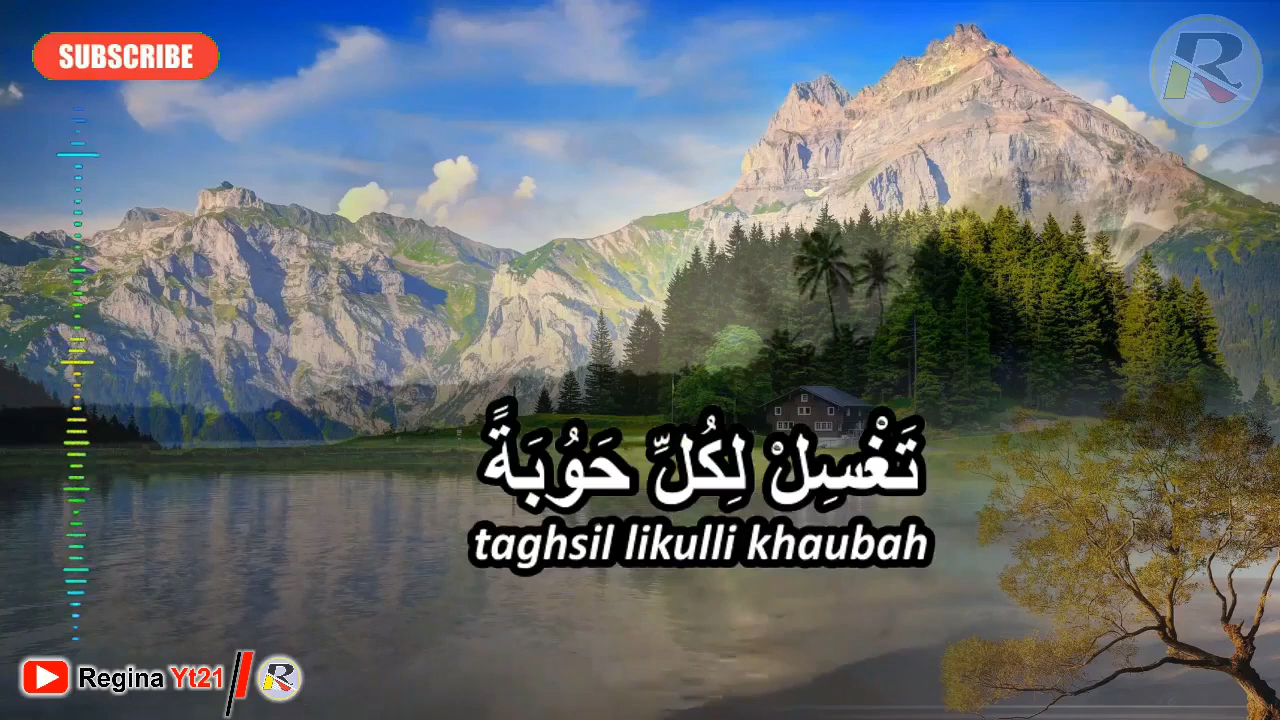 SUBSCRIBE
تَغْسِلْ لِكُلِّ حَوُبَةً
taghsil likulli khaubah
Regina Yt21